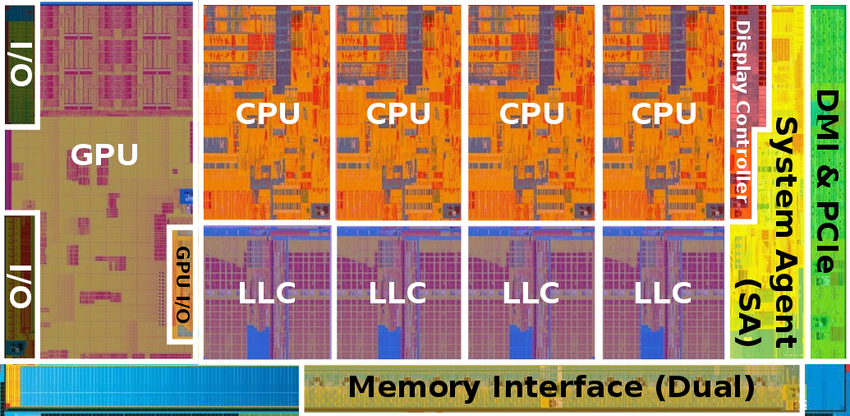 I/O
GPU
I/O
GPU I/O
CPU
CPU
CPU
CPU
LLC
LLC
LLC
LLC
Display Controller
System Agent
(SA)
DMI & PCIe
Memory Interface (Dual)